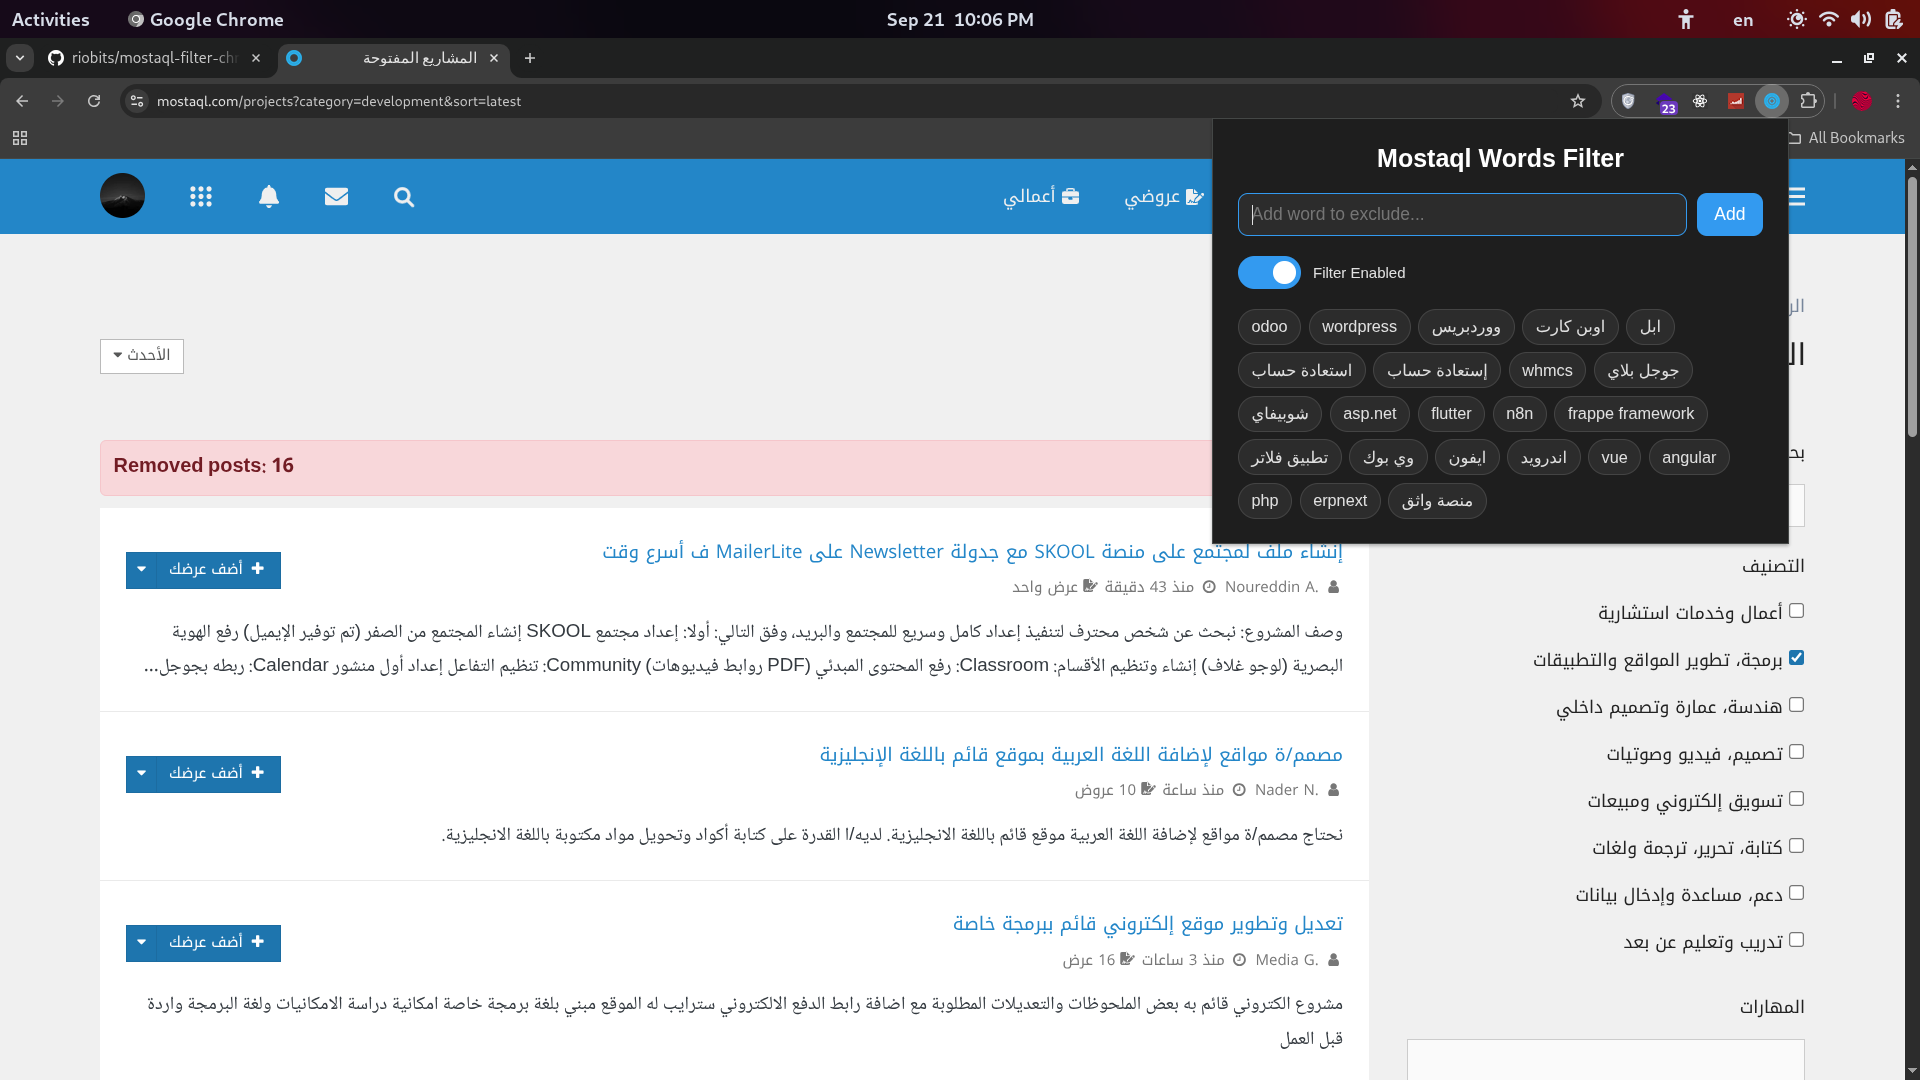 Activities
Google Chrome
Sep 21 10:06 PM
en
riobits/mostaql-filter-chr
المشاريع المفتوحة
mostaql.com/projects?category=development&sort=latest
23
All Bookmarks
أعمالي
عروضي
Mostaql Words Filter
Add word to exclude...
Add
Filter Enabled
odoo
wordpress
ووردبريس
اوبن كارت
ابل
استعادة حساب
إستعادة حساب
whmcs
جوجل بلاي
شوبيفاي
asp.net
flutter
n8n
frappe framework
تطبيق فلاتر
وي بوك
ايفون
اندرويد
vue
angular
php
erpnext
منصة واثق
الأحدث
Removed posts: 16
إنشاء ملف لمجتمع على منصة SKOOL مع جدولة Newsletter على MailerLite ف أسرع وقت
Noureddin A. منذ 43 دقيقة عرض واحد
أضف عرضك
وصف المشروع: نبحث عن شخص محترف لتنفيذ إعداد كامل وسريع للمجتمع والبريد، وفق التالي: أولا: إعداد مجتمع SKOOL إنشاء المجتمع من الصفر (تم توفير الإيميل) رفع الهوية
البصرية (لوجو غلاف) إنشاء وتنظيم الأقسام: Classroom: رفع المحتوى المبدئي (PDF روابط فيديوهات) Community: تنظيم التفاعل إعداد أول منشور Calendar: ربطه بجوجل...
مصمم/ة مواقع لإضافة اللغة العربية بموقع قائم باللغة الإنجليزية
Nader N. منذ ساعة 10 عروض
أضف عرضك
نحتاج مصمم/ة مواقع لإضافة اللغة العربية موقع قائم باللغة الانجليزية. لديه/ا القدرة على كتابة أكواد وتحويل مواد مكتوبة باللغة الانجليزية.
تعديل وتطوير موقع إلكتروني قائم ببرمجة خاصة
Media G. منذ 3 ساعات 16 عرض
أضف عرضك
مشروع الكتروني قائم به بعض الملحوظات والتعديلات المطلوبة مع اضافة رابط الدفع الالكتروني سترايب له الموقع مبني بلغة برمجة خاصة امكانية دراسة الامكانيات ولغة البرمجة واردة
قبل العمل
التصنيف
أعمال وخدمات استشارية
برمجة، تطوير المواقع والتطبيقات
هندسة، عمارة وتصميم داخلي
تصميم، فيديو وصوتيات
تسويق إلكتروني ومبيعات
كتابة، تحرير، ترجمة ولغات
دعم، مساعدة وإدخال بيانات
تدريب وتعليم عن بعد
المهارات